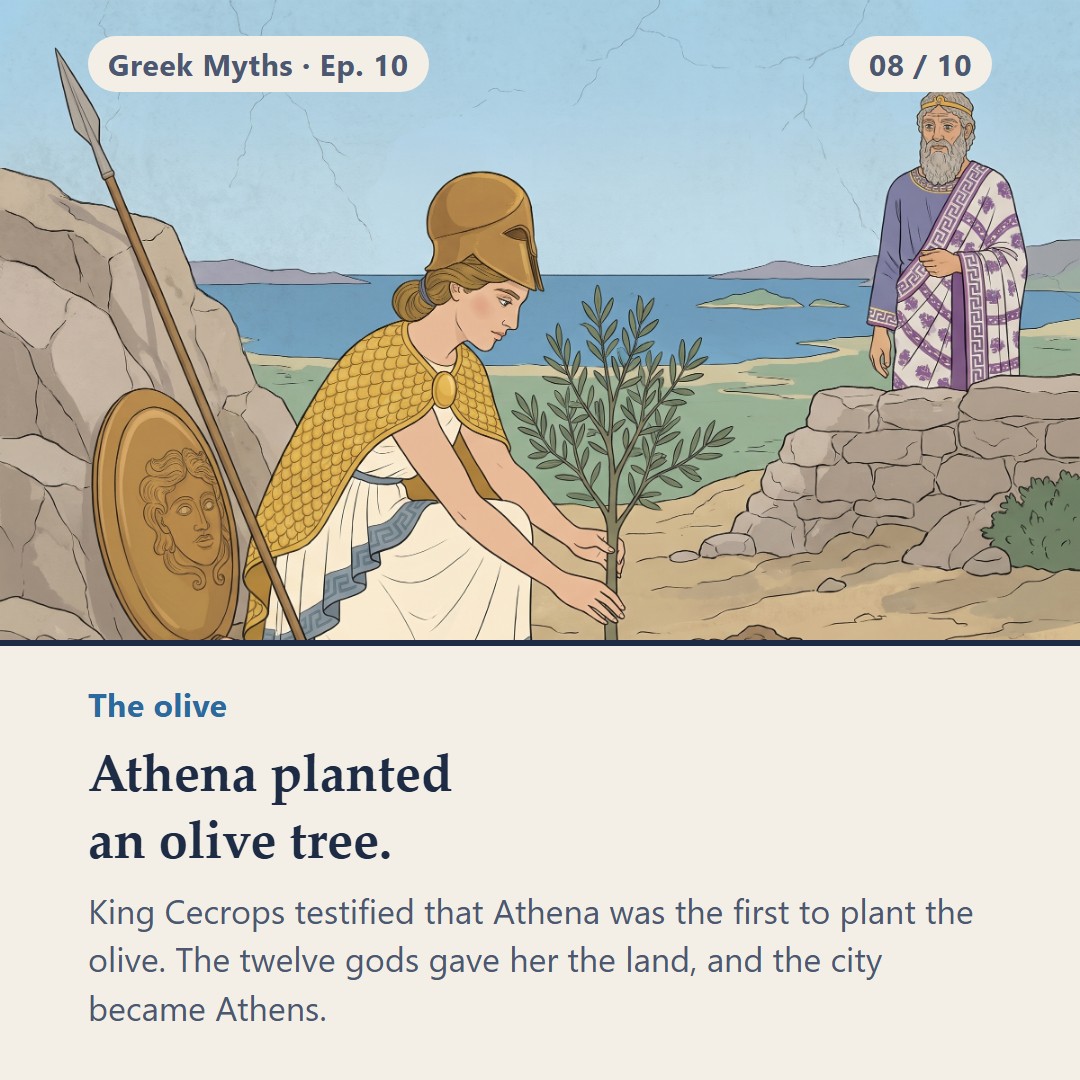 Greek Myths · Ep. 10
08 / 10
The olive
Athena planted
an olive tree.
King Cecrops testified that Athena was the first to plant the
olive. The twelve gods gave her the land, and the city
became Athens.